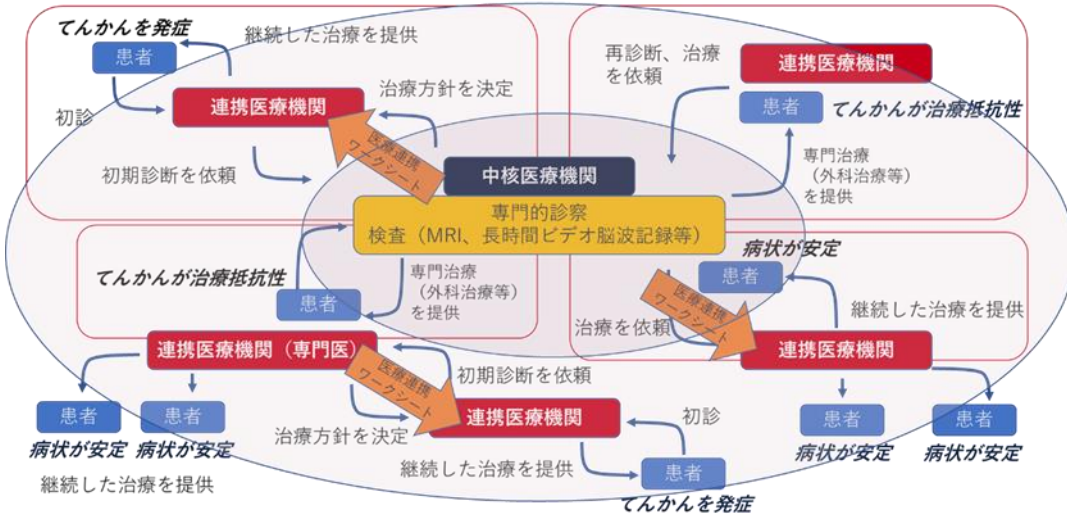 てんかんを発症
継続した治療を提供
患者
初診
連携医療機関
治療方針を決定
初期診断を依頼
医療連携
ワークシート
再診断、治療
を依頼
連携医療機関
患者
てんかんが治療抵抗性
専門治療
（外科治療等）
を提供
中核医療機関
専門的診察
検査（MRI、長時間ビデオ脳波記録等）
てんかんが治療抵抗性
患者
専門治療
（外科治療等）
を提供
病状が安定
患者
医療連携
ワークシート
継続した治療を提供
治療を依頼
連携医療機関
患者
病状が安定
患者
病状が安定
連携医療機関（専門医）
医療連携
ワークシート
初期診断を依頼
患者
病状が安定
患者
病状が安定
継続した治療を提供
治療方針を決定
連携医療機関
初診
継続した治療を提供
患者
てんかんを発症